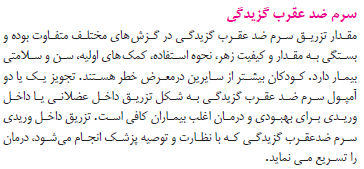 سرم ضد عقرب گزیدگی
مقدار تزریق سرم ضد عقرب گزیدگی در گزش‌های مختلف متفاوت بوده و
بستگی به مقدار و کیفیت زهر، نحوه استفاده، کمک‌های اولیه، سن و سلامتی
بیمار دارد. کودکان بیشتر از سایرین درمعرض خطر هستند. تجویز یک یا دو
آمپول سرم ضد عقرب گزیدگی به شکل تزریق داخل عضلانی یا داخل
وریدی برای بهبودی و درمان اغلب بیماران کافی است. تزریق داخل وریدی
سرم ضدعقرب گزیدگی که با نظارت و توصیه پزشک انجام می‌شود، درمان
را تسریع می نماید.